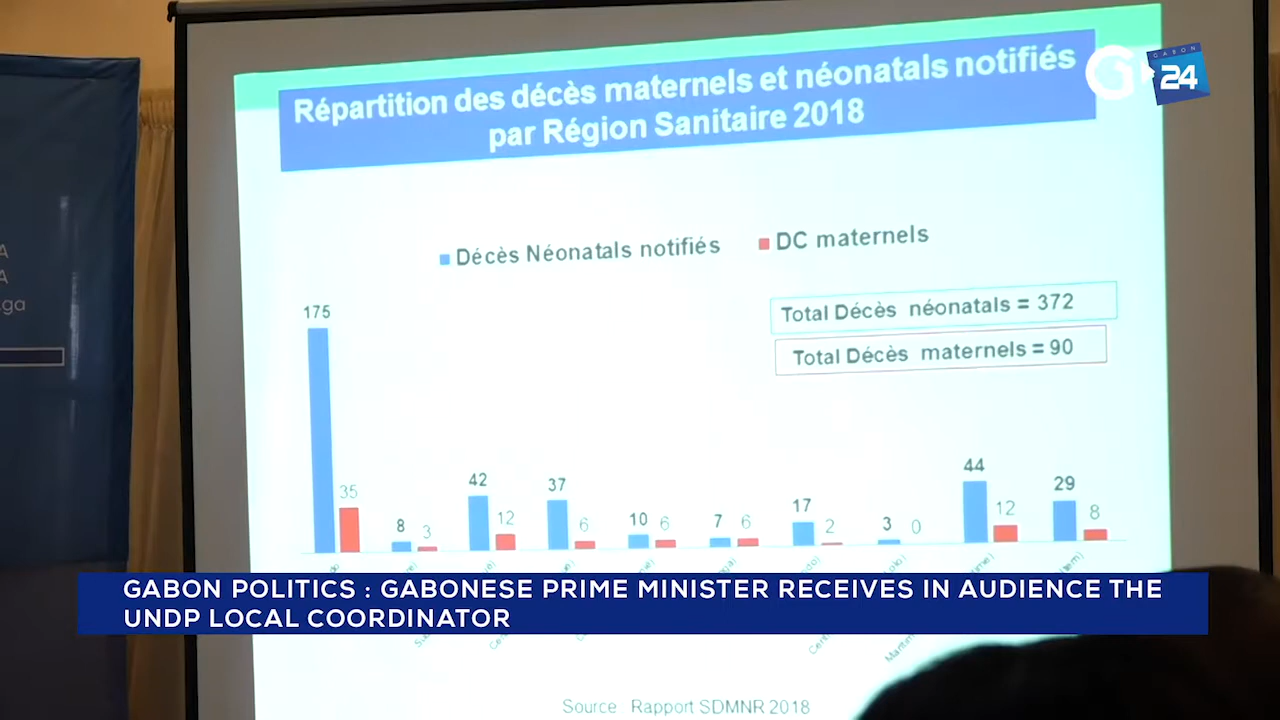 GABON
24
Répartition des décès maternels et néonatals notifiés
par Région Sanitaire 2018
Décès Néonatals notifiés
DC maternels
Total Décès néonatals = 372
Total Décès maternels = 90
175
35
8
3
42
12
37
6
10
6
7
6
17
2
3
0
44
12
29
8
GABON POLITICS : GABONESE PRIME MINISTER RECEIVES IN AUDIENCE THE
UNDP LOCAL COORDINATOR
Source Rapport SDMNR 2018